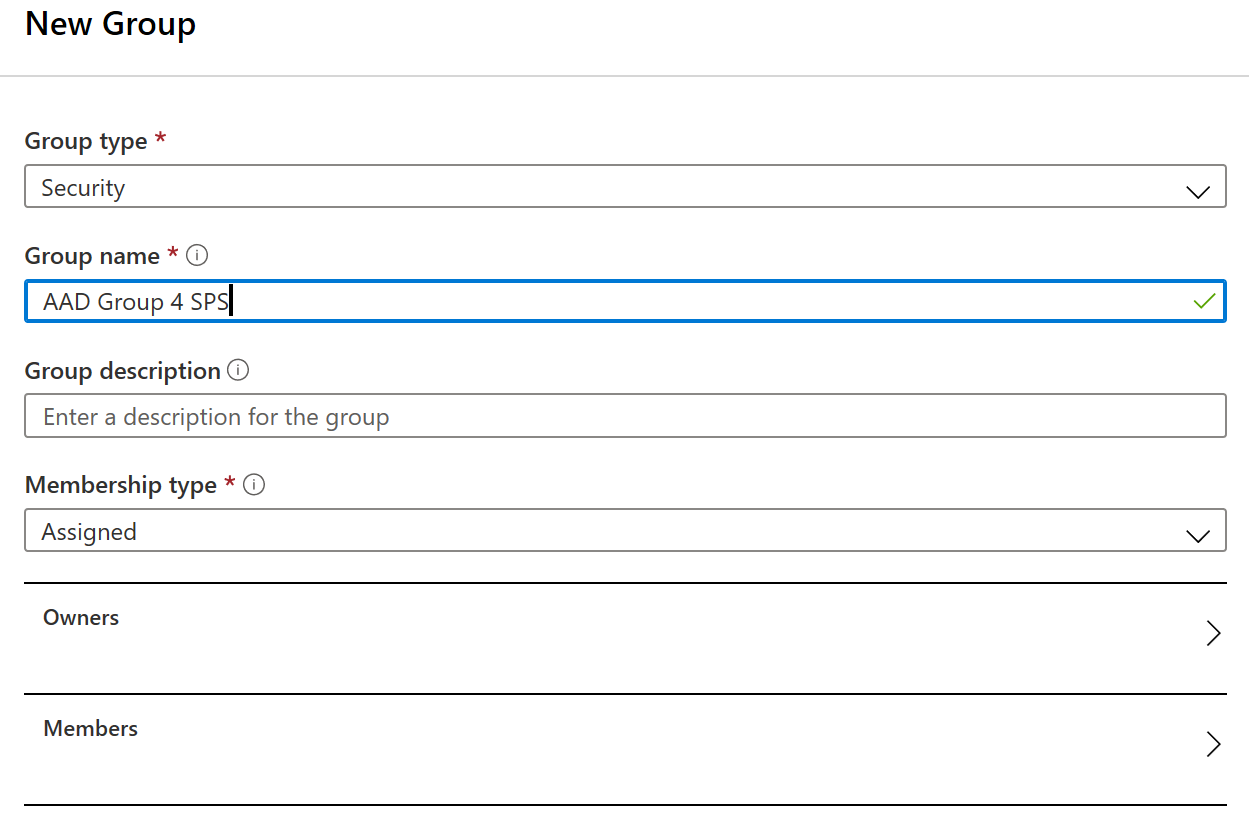 New Group
Group type *
Security
Group name *
AAD Group 4 SPS
Group description
Enter a description for the group
Membership type *
Assigned
Owners
Members